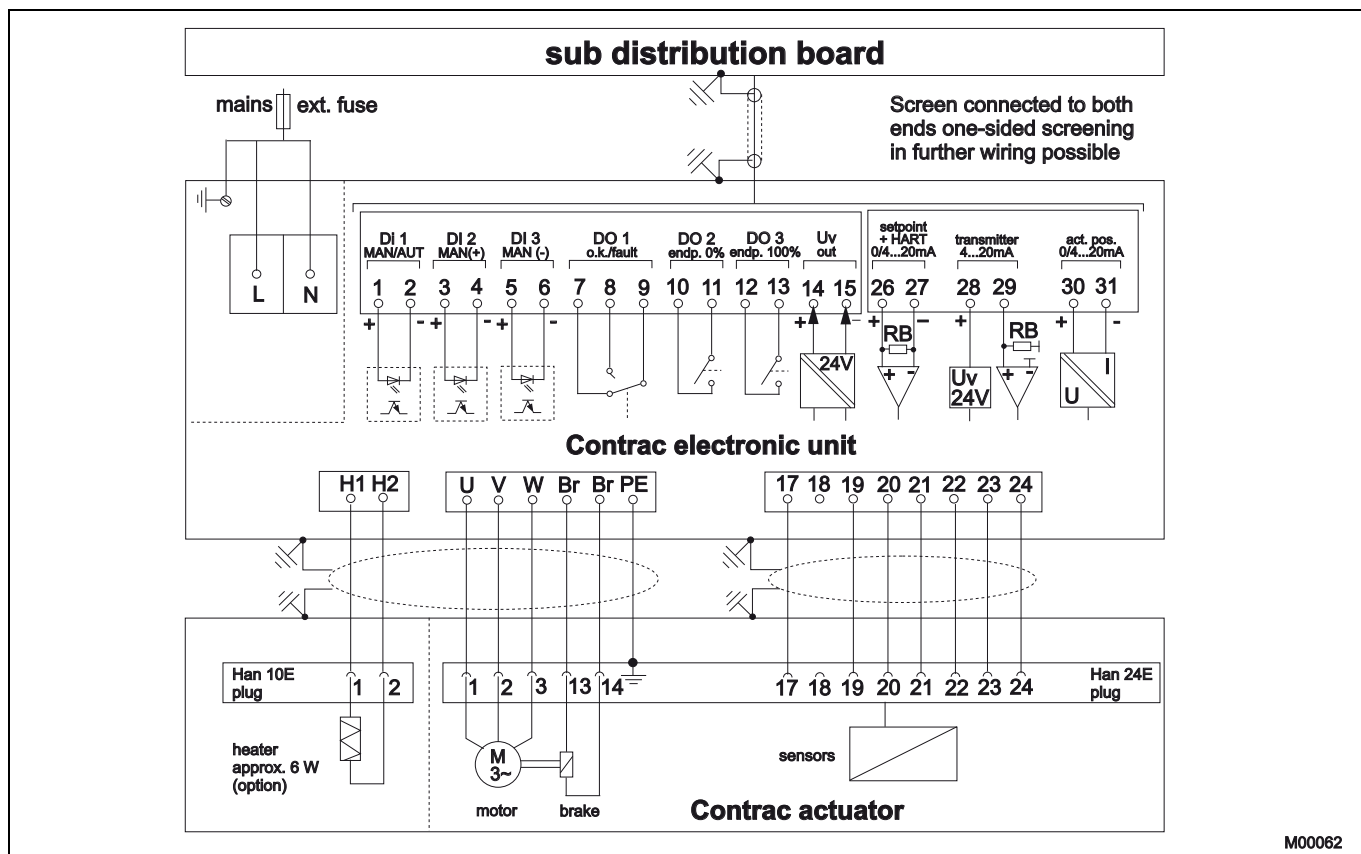 sub distribution board
mains ext. fuse
Screen connected to both
ends one-sided screening
in further wiring possible
Di 1 DI 2 DI 3 DO 1 DO 2 DO 3 Uv setpoint transmitter act. pos.
MAN/AUT MAN(+) MAN (-) o.k./fault endp. 0% endp. 100% out + HART 4...20mA 0/4...20mA
0/4...20mA
1 2 3 4 5 6 7 8 9 10 11 12 13 14 15 26 27 28 29 30 31
L N
+ - + - + - + - + - + + -
RB RB
24V + - Uv + - I
24V U
Contrac electronic unit
H1 H2 U V W Br Br PE 17 18 19 20 21 22 23 24
Han 10E
plug
1 2 1 2 3 13 14 17 18 19 20 21 22 23 24
Han 24E
plug
heater
approx. 6 W
(option)
M
3~
sensors
motor brake
Contrac actuator
M00062